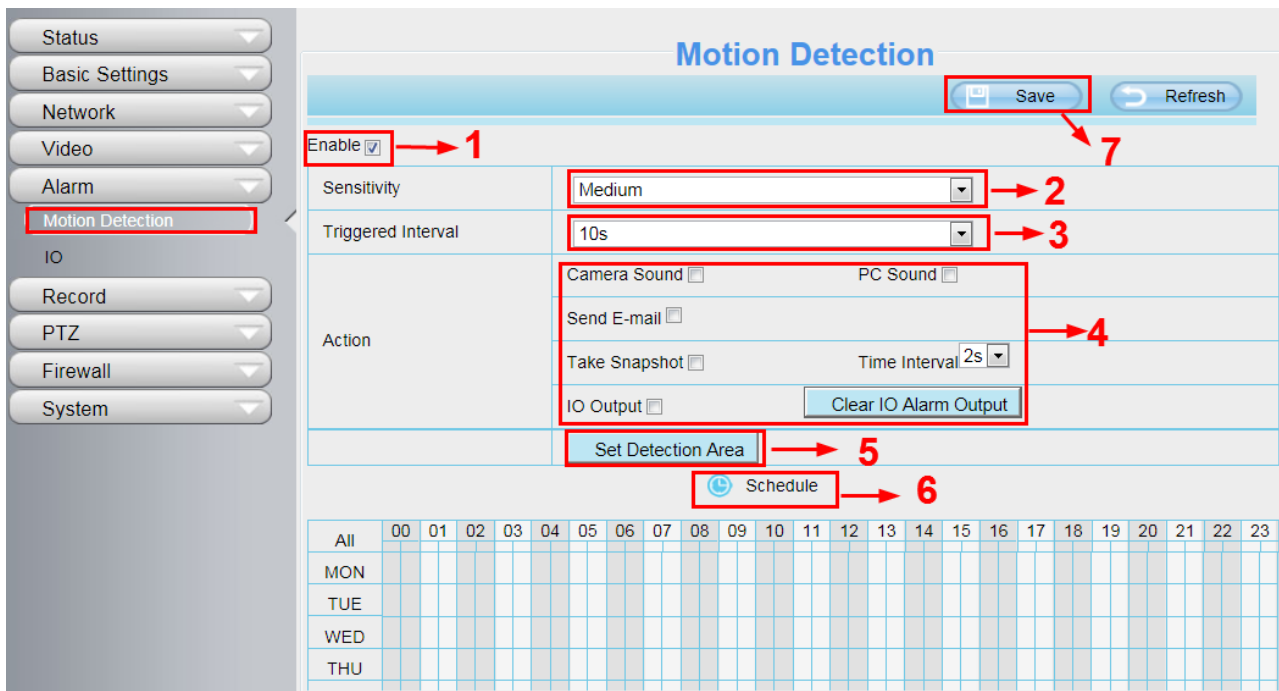 Status
Basic Settings
Network
Video
Alarm
Motion Detection
IO
Record
PTZ
Firewall
System
Motion Detection
Save
Refresh
7
Enable
1
Sensitivity
Medium
2
Triggered Interval
10s
3
Action
Camera Sound
PC Sound
Send E-mail
Take Snapshot
Time Interval 2s
IO Output
Clear IO Alarm Output
4
Set Detection Area
5
Schedule
6
All 00 01 02 03 04 05 06 07 08 09 10 11 12 13 14 15 16 17 18 19 20 21 22 23
MON
TUE
WED
THU